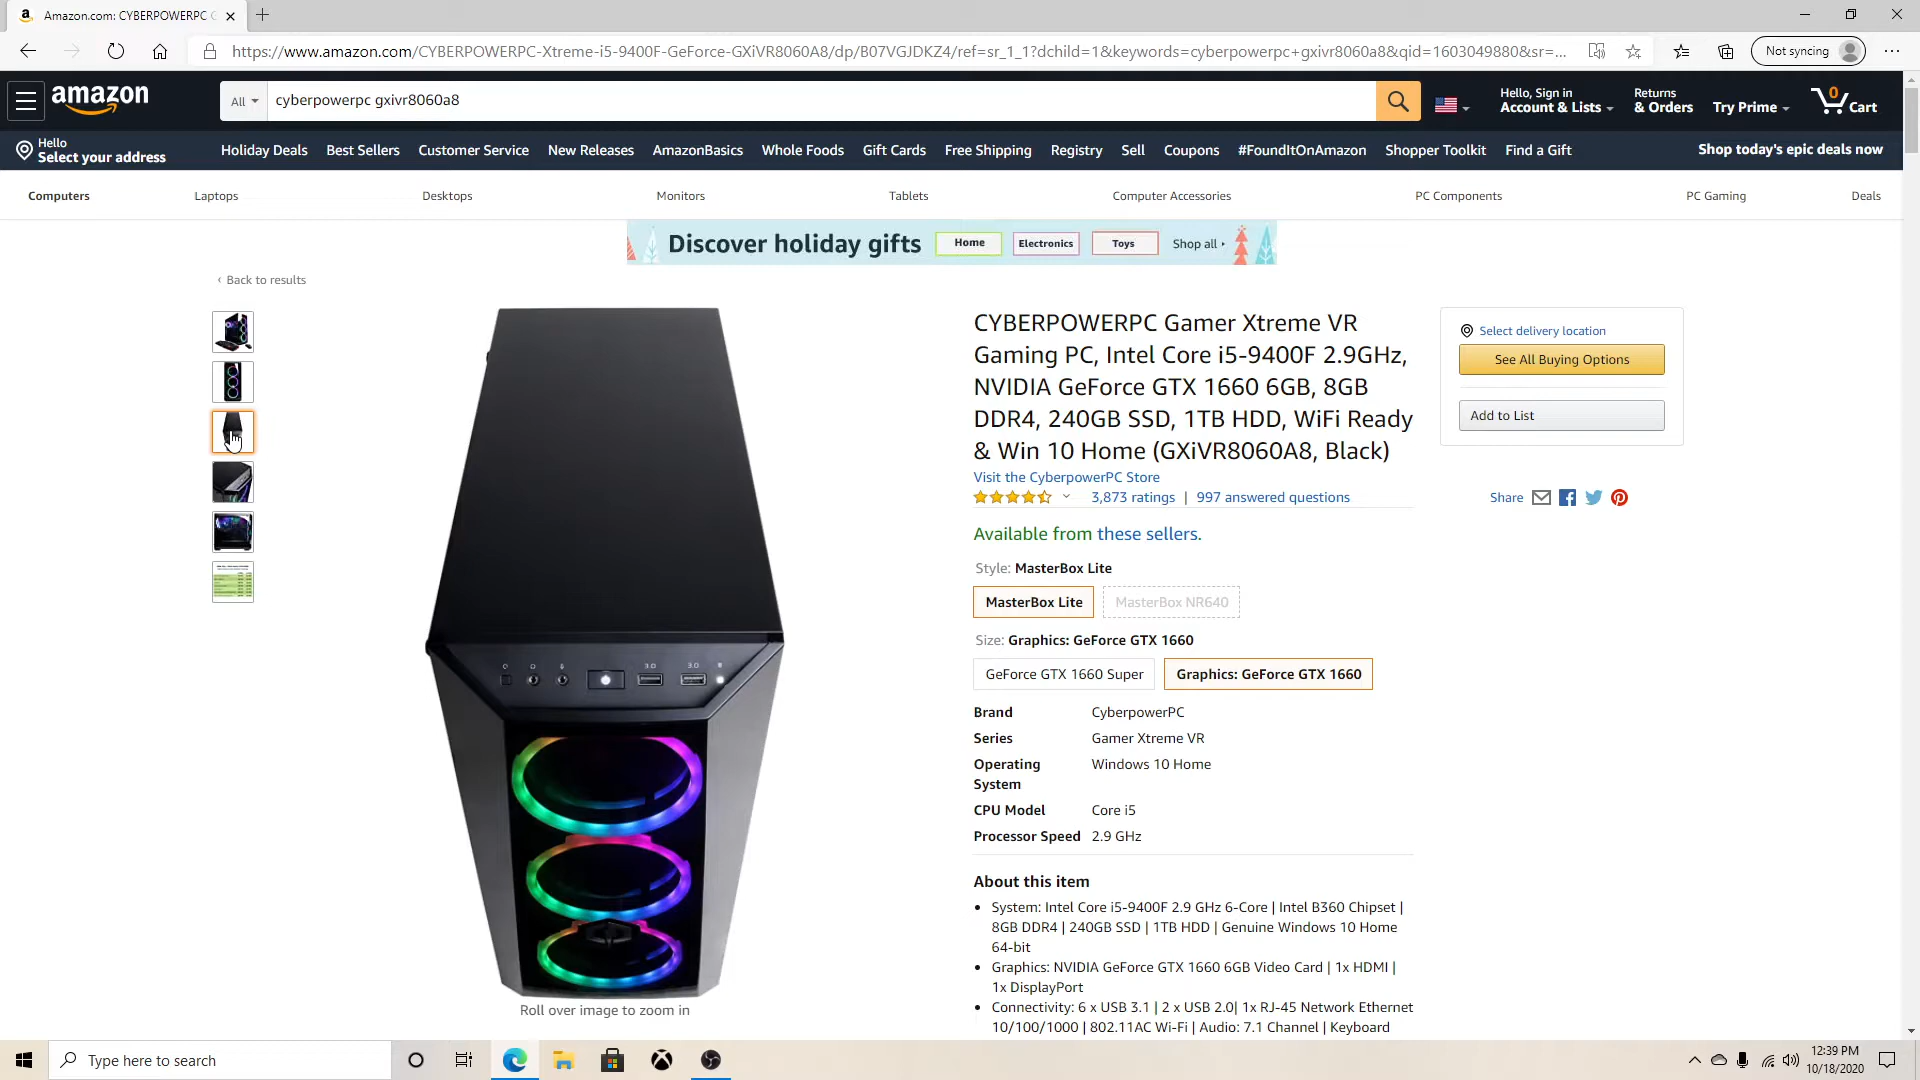 Amazon.com: CYBERPOWERPC G
https://www.amazon.com/CYBERPOWERPC-Xtreme-i5-9400F-GeForce-GXiVR8060A8/dp/B07VGJDKZ4/ref=sr_1_1?dchild=1&keywords=cyberpowerpc+gxivr8060a8&qid=1603049880&sr=...
Not syncing
amazon
All
cyberpowerpc gxivr8060a8
Hello, Sign in
Account & Lists
Returns
& Orders
Try Prime
0
Cart
Hello
Select your address
Holiday Deals Best Sellers Customer Service New Releases AmazonBasics Whole Foods Gift Cards Free Shipping Registry Sell Coupons #FoundItOnAmazon Shopper Toolkit Find a Gift
Shop today's epic deals now
Computers Laptops Desktops Monitors Tablets Computer Accessories PC Components PC Gaming Deals
Discover holiday gifts Home Electronics Toys Shop all ›
‹ Back to results
CYBERPOWERPC Gamer Xtreme VR
Gaming PC, Intel Core i5-9400F 2.9GHz,
NVIDIA GeForce GTX 1660 6GB, 8GB
DDR4, 240GB SSD, 1TB HDD, WiFi Ready
& Win 10 Home (GXiVR8060A8, Black)
Visit the CyberpowerPC Store
3,873 ratings | 997 answered questions
Available from these sellers.
Style: MasterBox Lite
MasterBox Lite MasterBox NR640
Size: Graphics: GeForce GTX 1660
GeForce GTX 1660 Super Graphics: GeForce GTX 1660
Brand CyberpowerPC
Series Gamer Xtreme VR
Operating Windows 10 Home
System
CPU Model Core i5
Processor Speed 2.9 GHz
About this item
• System: Intel Core i5-9400F 2.9 GHz 6-Core | Intel B360 Chipset |
8GB DDR4 | 240GB SSD | 1TB HDD | Genuine Windows 10 Home
64-bit
• Graphics: NVIDIA GeForce GTX 1660 6GB Video Card | 1x HDMI |
1x DisplayPort
• Connectivity: 6 x USB 3.1 | 2 x USB 2.0| 1x RJ-45 Network Ethernet
10/100/1000 | 802.11AC Wi-Fi | Audio: 7.1 Channel | Keyboard
Select delivery location
See All Buying Options
Add to List
Share
3.0 3.0
Roll over image to zoom in
Type here to search
12:39 PM
10/18/2020